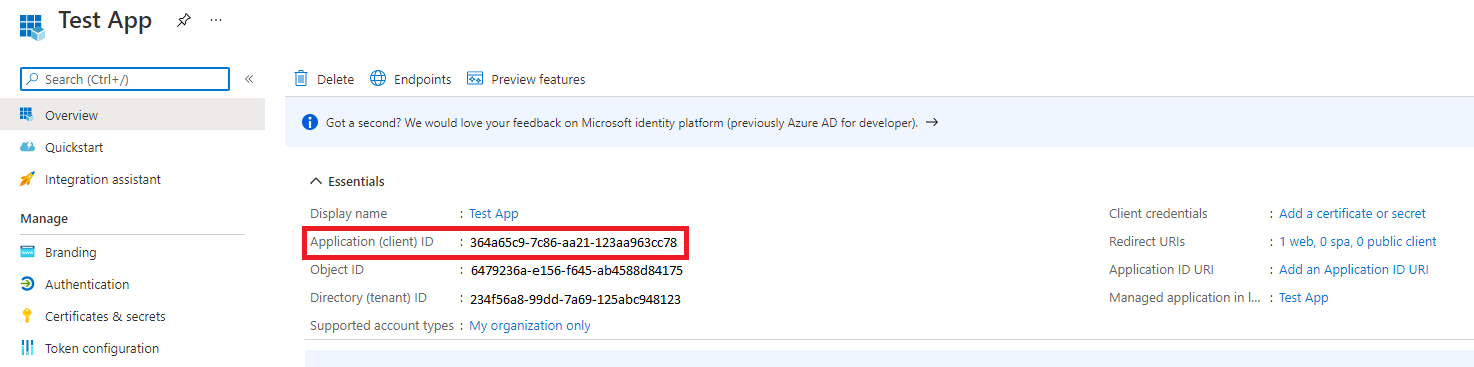 Test App
Search (Ctrl+/)
Overview
Quickstart
Integration assistant
Manage
Branding
Authentication
Certificates & secrets
Token configuration
Delete Endpoints Preview features
Got a second? We would love your feedback on Microsoft identity platform (previously Azure AD for developer).
Essentials
Display name : Test App
Application (client) ID : 364a65c9-7c86-aa21-123aa963cc78
Object ID : 6479236a-e156-f645-ab4588d84175
Directory (tenant) ID : 234f56a8-99dd-7a69-125abc948123
Supported account types : My organization only
Client credentials : Add a certificate or secret
Redirect URIs : 1 web, 0 spa, 0 public client
Application ID URI : Add an Application ID URI
Managed application in l... : Test App